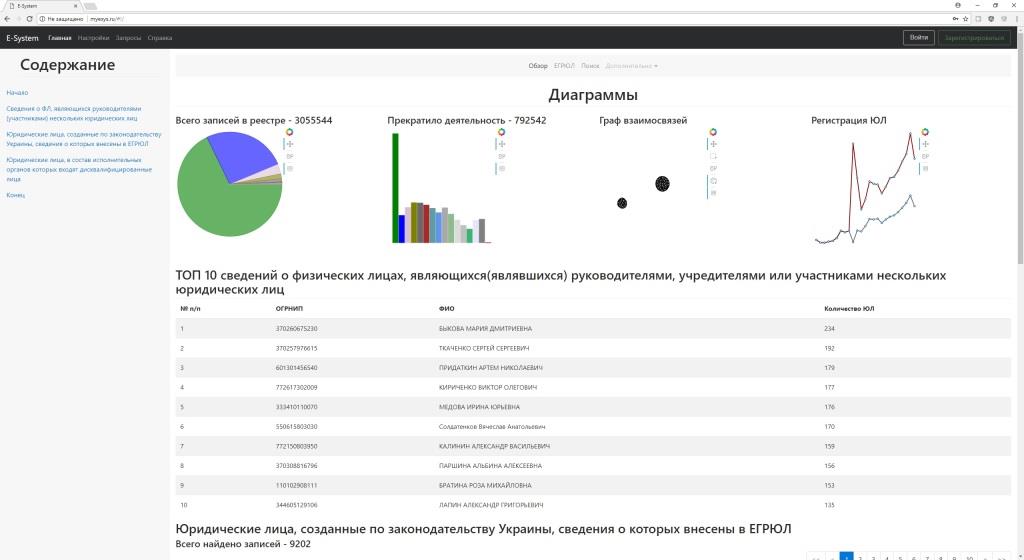 E-System
Не защищено | myesys.ru/#/
E-System Главная Настройки Запросы Справка Войти Зарегистрироваться
Содержание
Начало
Сведения о ФЛ, являющихся руководителями
(участниками) нескольких юридических лиц
Юридические лица, созданные по законодательству
Украины, сведения о которых внесены в ЕГРЮЛ
Юридические лица, в состав исполнительных
органов которых входят дисквалифицированные
лица
Конец
Обзор ЕГРЮЛ Поиск Дополнительно
Диаграммы
Всего записей в реестре - 3055544
Прекратило деятельность - 792542
Граф взаимосвязей
Регистрация ЮЛ
ТОП 10 сведений о физических лицах, являющихся(являвшихся) руководителями, учредителями или участниками нескольких
юридических лиц
№ п/п ОГРНИП ФИО Количество ЮЛ
1 370260675230 БЫКОВА МАРИЯ ДМИТРИЕВНА 234
2 370257976615 ТКАЧЕНКО СЕРГЕЙ СЕРГЕЕВИЧ 192
3 601301456540 ПРИДАТКИН АРТЕМ НИКОЛАЕВИЧ 179
4 772617302009 КИРИЧЕНКО ВИКТОР ОЛЕГОВИЧ 177
5 333410110070 МЕДОВА ИРИНА ЮРЬЕВНА 176
6 550615803030 Солдатенков Вячеслав Анатольевич 170
7 772150803950 КАЛИНИН АЛЕКСАНДР ВАСИЛЬЕВИЧ 159
8 370308816796 ПАРШИНА АЛЬБИНА АЛЕКСЕЕВНА 156
9 110102908111 БРАТИНА РОЗА МИХАЙЛОВНА 153
10 344605129106 ЛАПИН АЛЕКСАНДР ГРИГОРЬЕВИЧ 135
Юридические лица, созданные по законодательству Украины, сведения о которых внесены в ЕГРЮЛ
Всего найдено записей - 9202
<< < 1 2 3 4 5 6 7 8 9 10 > >>